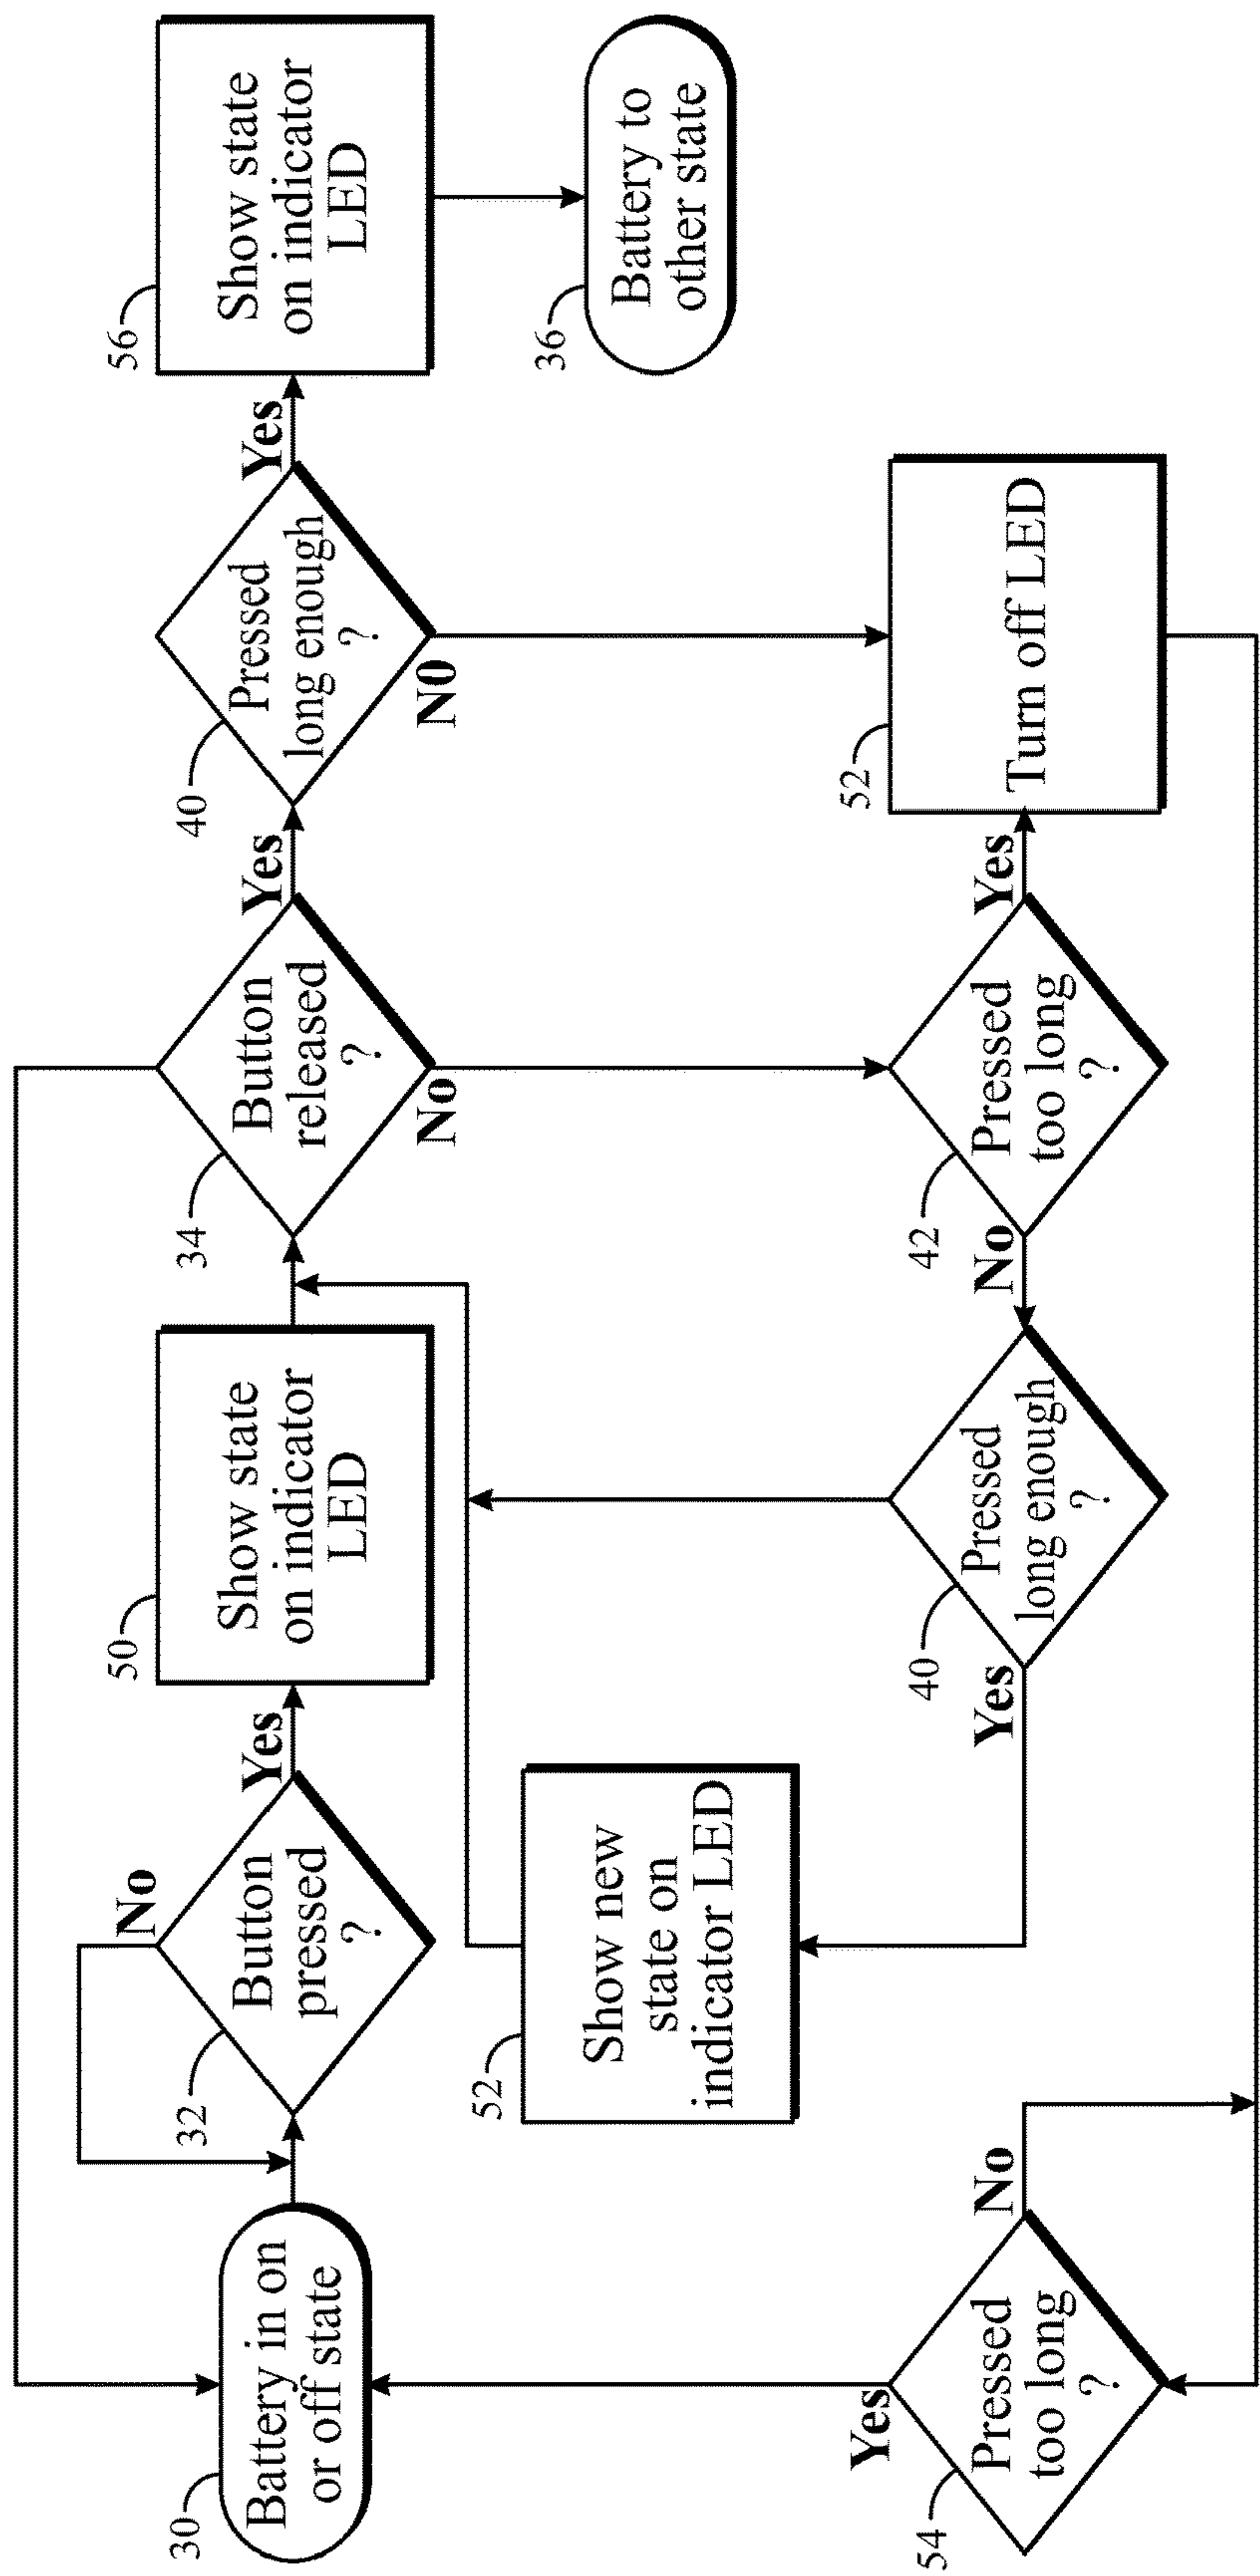 30
Battery in on
or off state
32
Button
pressed
?
No
Yes
50
Show state
on indicator
LED
34
Button
released
?
No
Yes
40
Pressed
long enough
?
N0
Yes
56
Show state
on indicator
LED
36
Battery to
other state
52
Show new
state on
indicator LED
54
Pressed
too long
?
Yes
No
40
Pressed
long enough
?
Yes
42
Pressed
too long
?
No
Yes
52
Turn off LED